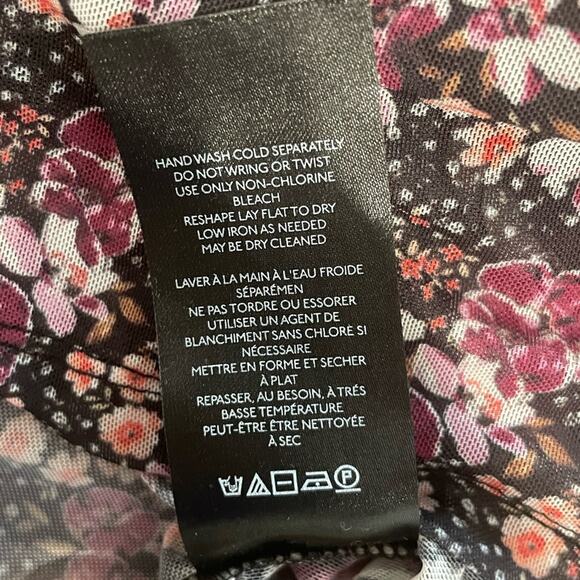 HAND WASH COLD SEPARATELY
DO NOT WRING OR TWIST
USE ONLY NON-CHLORINE
BLEACH
RESHAPE LAY FLAT TO DRY
LOW IRON AS NEEDED
MAY BE DRY CLEANED
LAVER À LA MAIN À L'EAU FROIDE
SÉPARÉMEN
NE PAS TORDRE OU ESSORER
UTILISER UN AGENT DE
BLANCHIMENT SANS CHLORE SI
NÉCESSAIRE
METTRE EN FORME ET SECHER
À PLAT
REPASSER, AU BESOIN, À TRÉS
BASSE TEMPÉRATURE
PEUT-ÊTRE ÊTRE NETTOYÉE
À SEC
P